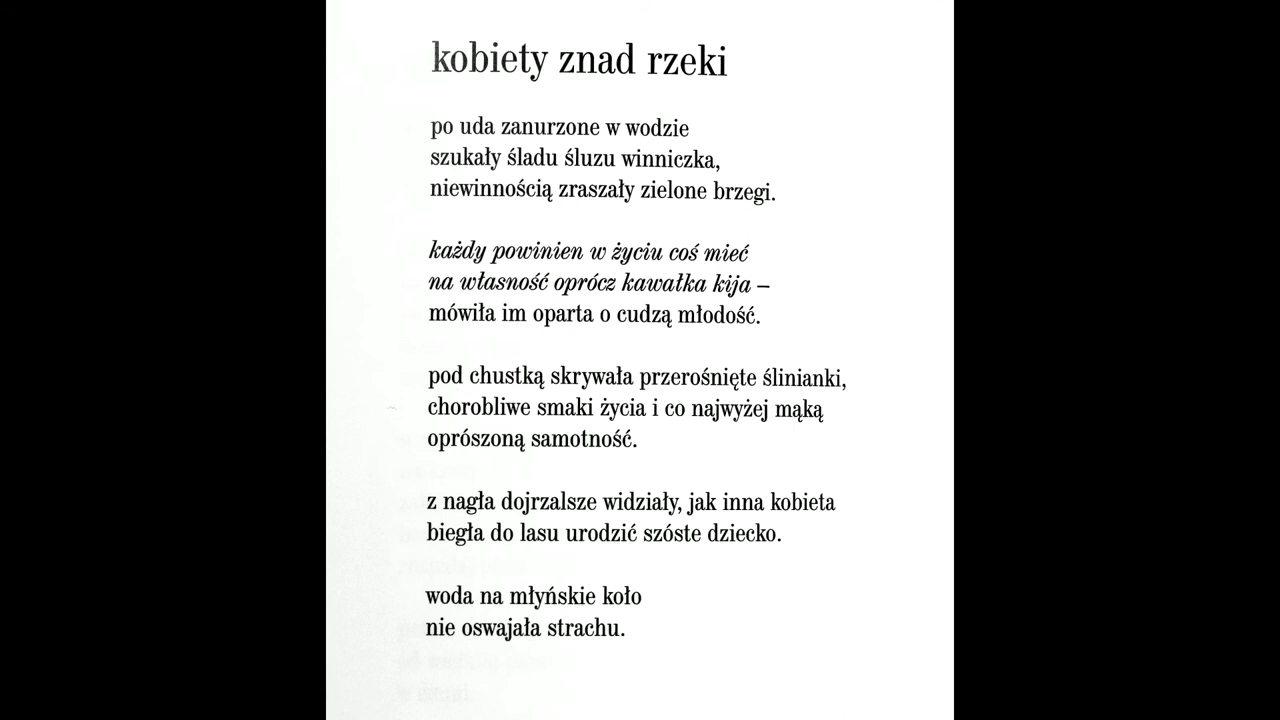 kobiety znad rzeki
po uda zanurzone w wodzie
szukały śladu śluzu winniczka,
niewinnością zraszały zielone brzegi.
każdy powinien w życiu coś mieć
na własność oprócz kawałka kija –
mówiła im oparta o cudzą młodość.
pod chustką skrywała przerośnięte ślinianki,
chorobliwe smaki życia i co najwyżej mąką
oprószoną samotność.
z nagła dojrzalsze widziały, jak inna kobieta
biegła do lasu urodzić szóste dziecko.
woda na młyńskie koło
nie oswajała strachu.